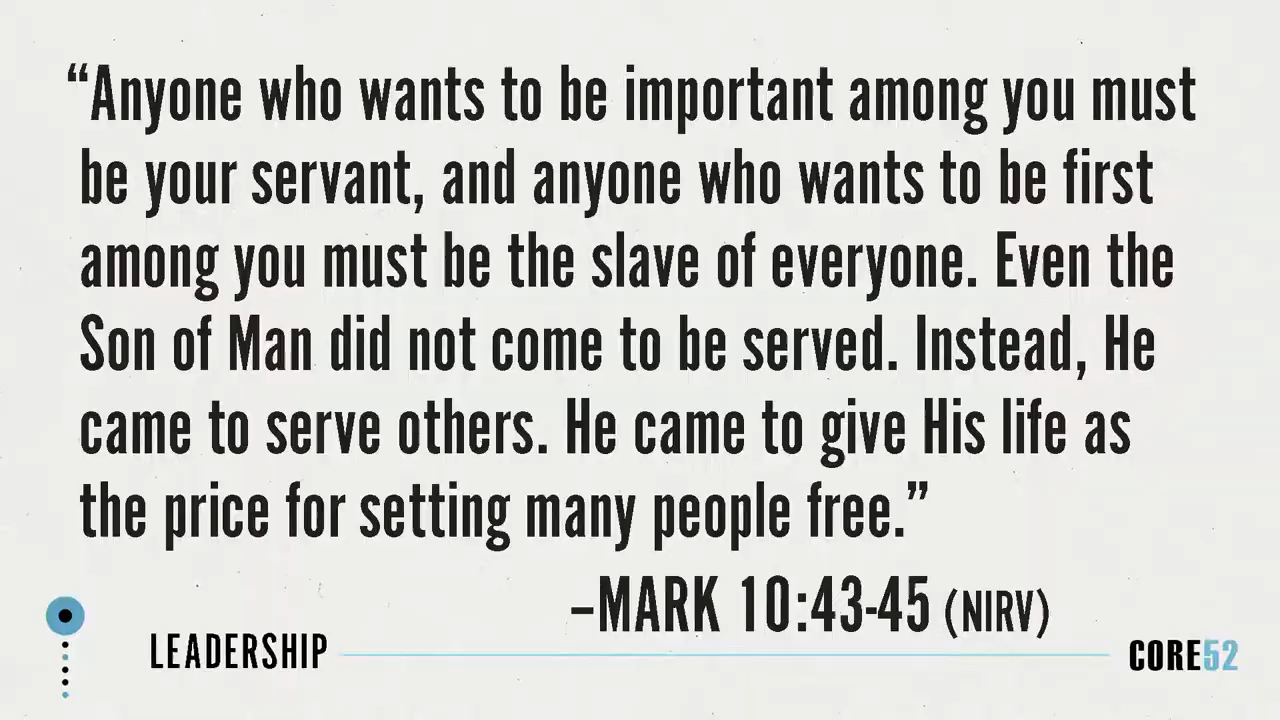 “Anyone who wants to be important among you must
be your servant, and anyone who wants to be first
among you must be the slave of everyone. Even the
Son of Man did not come to be served. Instead, He
came to serve others. He came to give His life as
the price for setting many people free.”
–MARK 10:43-45 (NIRV)
LEADERSHIP
CORE52